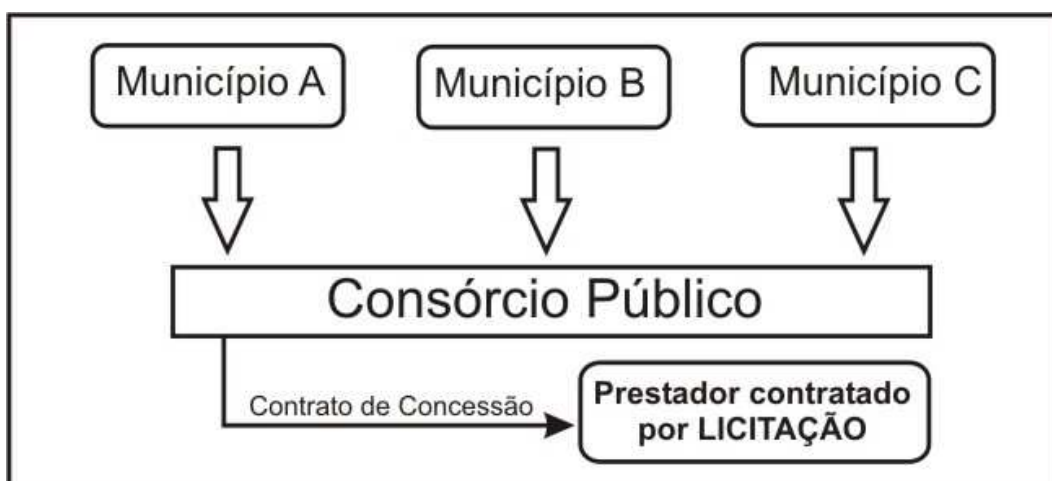 Município A
Município B
Município C
Consórcio Público
Contrato de Concessão
Prestador contratado
por LICITAÇÃO